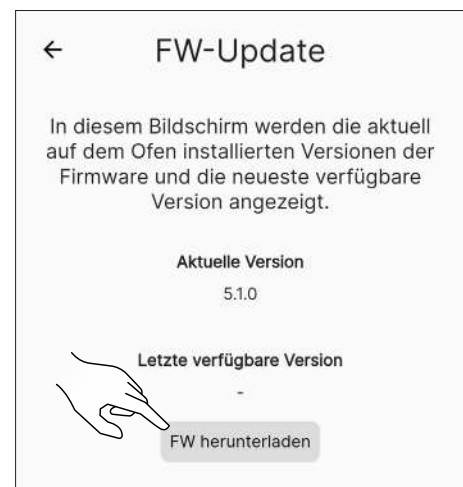 ← FW-Update
In diesem Bildschirm werden die aktuell
auf dem Ofen installierten Versionen der
Firmware und die neueste verfügbare
Version angezeigt.
Aktuelle Version
5.1.0
Letzte verfügbare Version
-
FW herunterladen